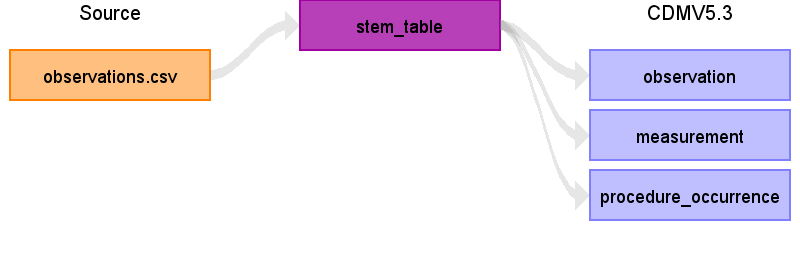 Source
stem_table
CDMV5.3
observations.csv
observation
measurement
procedure_occurrence